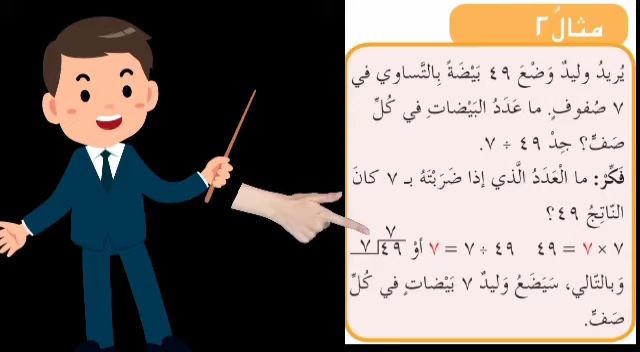 مثالٌ ٢
يُريدُ وليدٌ وَضْعَ ٤٩ بَيْضَةً بِالتَّساوي في
٧ صُفوفٍ. ما عَدَدُ البَيْضاتِ في كُلِّ
صَفٍّ؟ جِدْ ٤٩ ÷ ٧.
فَكِّرْ: ما الْعَدَدُ الَّذي إذا ضَرَبْتَهُ بـ ٧ كانَ
النّاتِجُ ٤٩؟
٧ × ٧ = ٤٩   ٤٩ ÷ ٧ = ٧ أوْ ٧
٤٩ ٧
وَبالتّالي، سَيَضَعُ وَليدٌ ٧ بَيْضاتٍ في كُلِّ
صَفٍّ.